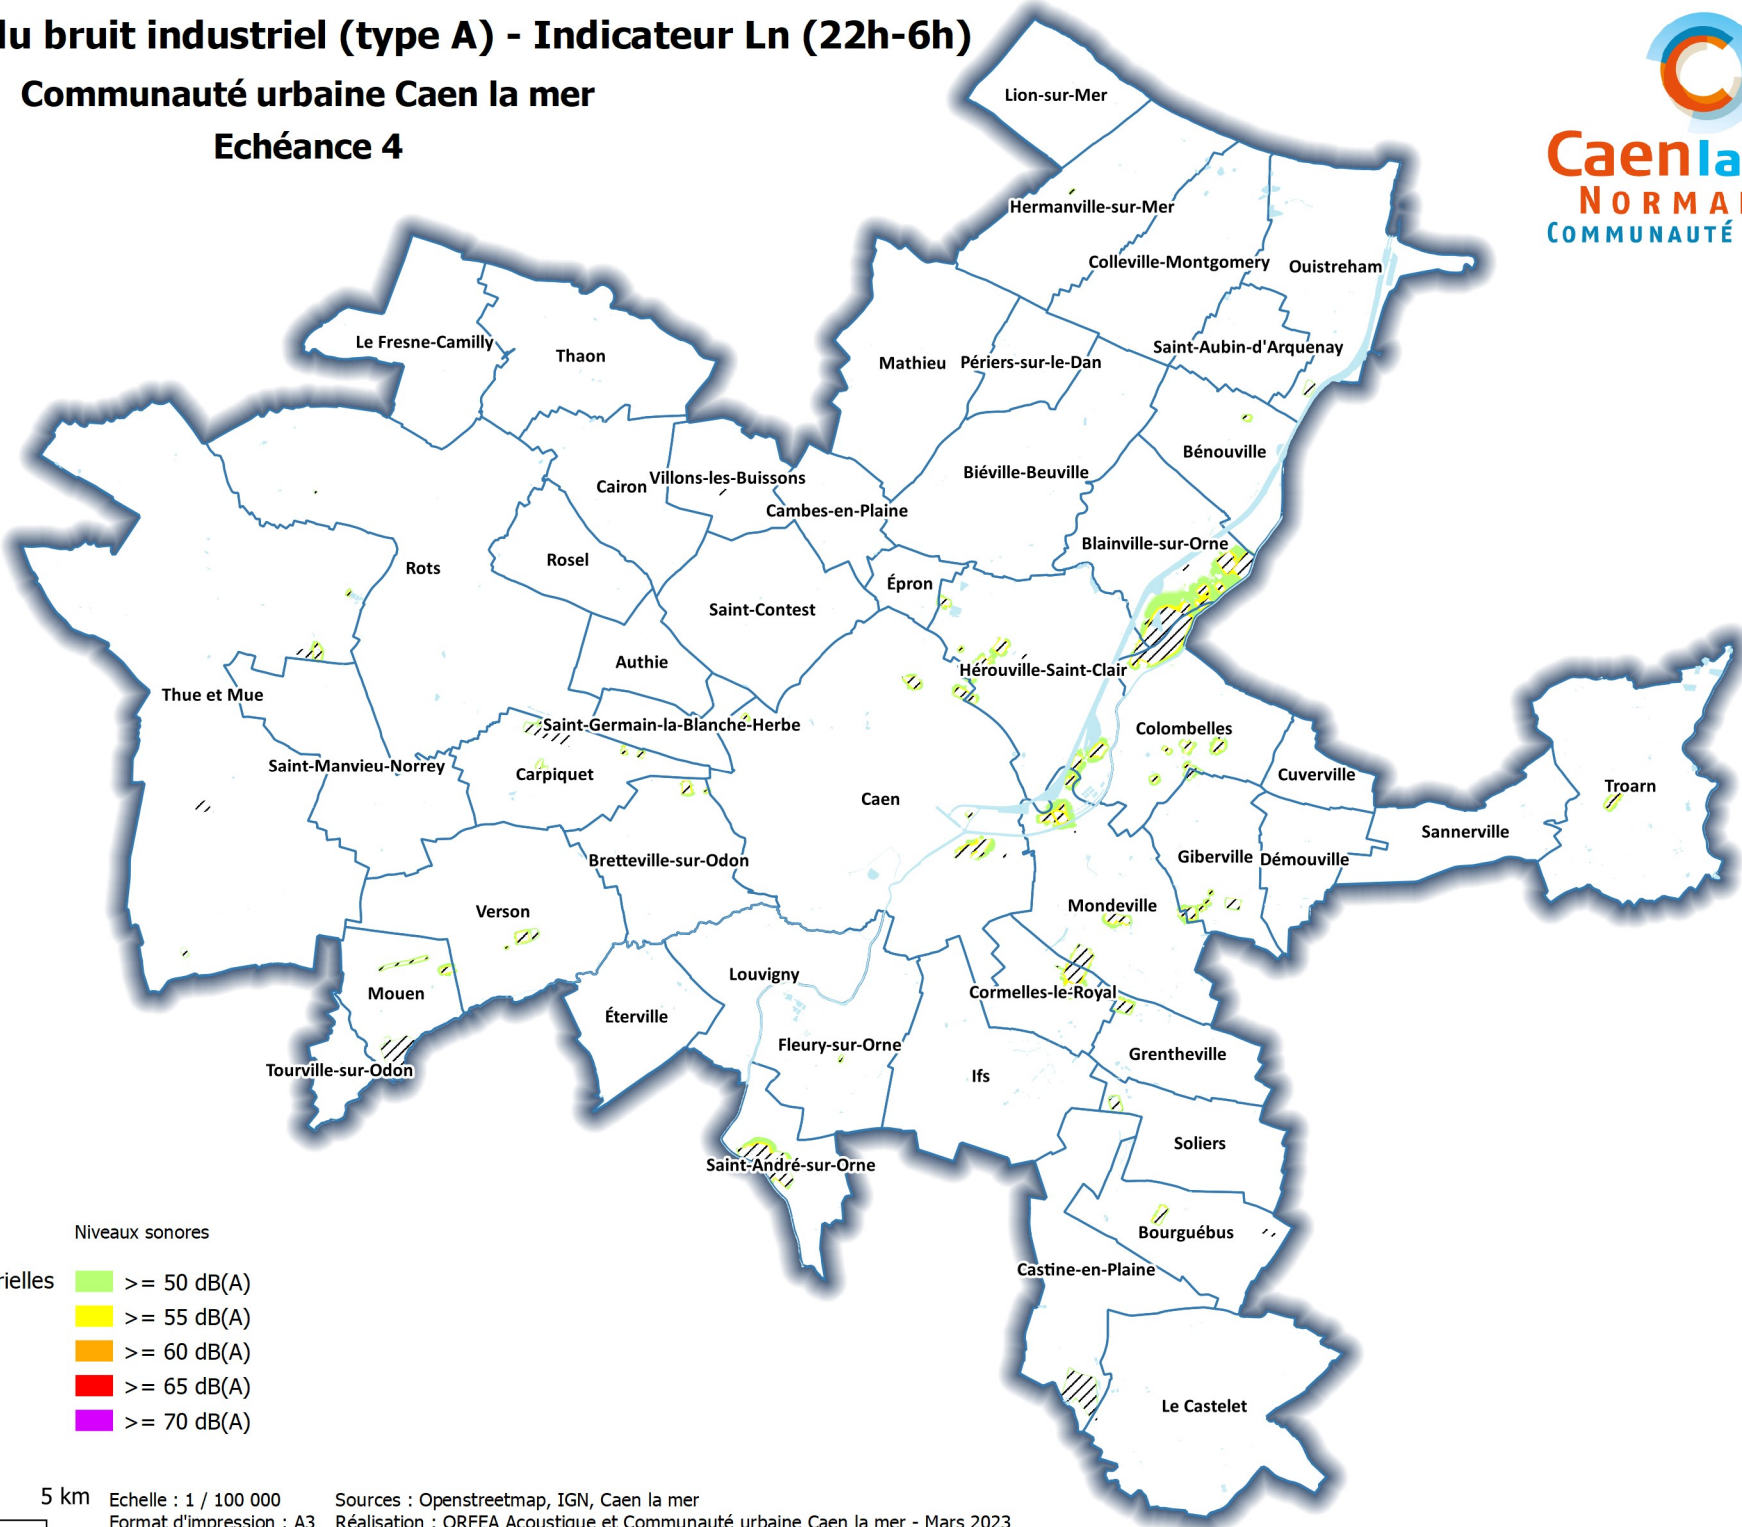 du bruit industriel (type A) - Indicateur Ln (22h-6h)
Communauté urbaine Caen la mer
Echéance 4
Caen la
NORMA
COMMUNAUTÉ
Lion-sur-Mer
Hermanville-sur-Mer
Colleville-Montgomery
Ouistreham
Le Fresne-Camilly
Thaon
Mathieu
Périers-sur-le-Dan
Saint-Aubin-d'Arquenay
Bénouville
Biéville-Beuville
Cairon
Villons-les-Buissons
Cambes-en-Plaine
Blainville-sur-Orne
Rots
Rosel
Épron
Saint-Contest
Authie
Hérouville-Saint-Clair
Thue et Mue
Saint-Germain-la-Blanche-Herbe
Colombelles
Saint-Manvieu-Norrey
Carpiquet
Cuverville
Caen
Troarn
Sannerville
Bretteville-sur-Odon
Giberville
Démouville
Verson
Mondeville
Louvigny
Mouen
Cormelles-le-Royal
Éterville
Fleury-sur-Orne
Grentheville
Tourville-sur-Odon
Ifs
Soliers
Saint-André-sur-Orne
Bourguébus
Castine-en-Plaine
Le Castelet
Niveaux sonores
rielles
>= 50 dB(A)
>= 55 dB(A)
>= 60 dB(A)
>= 65 dB(A)
>= 70 dB(A)
5 km
Echelle : 1 / 100 000
Sources : Openstreetmap, IGN, Caen la mer
Format d'impression : A3
Réalisation : ORFEA Acoustique et Communauté urbaine Caen la mer - Mars 2023